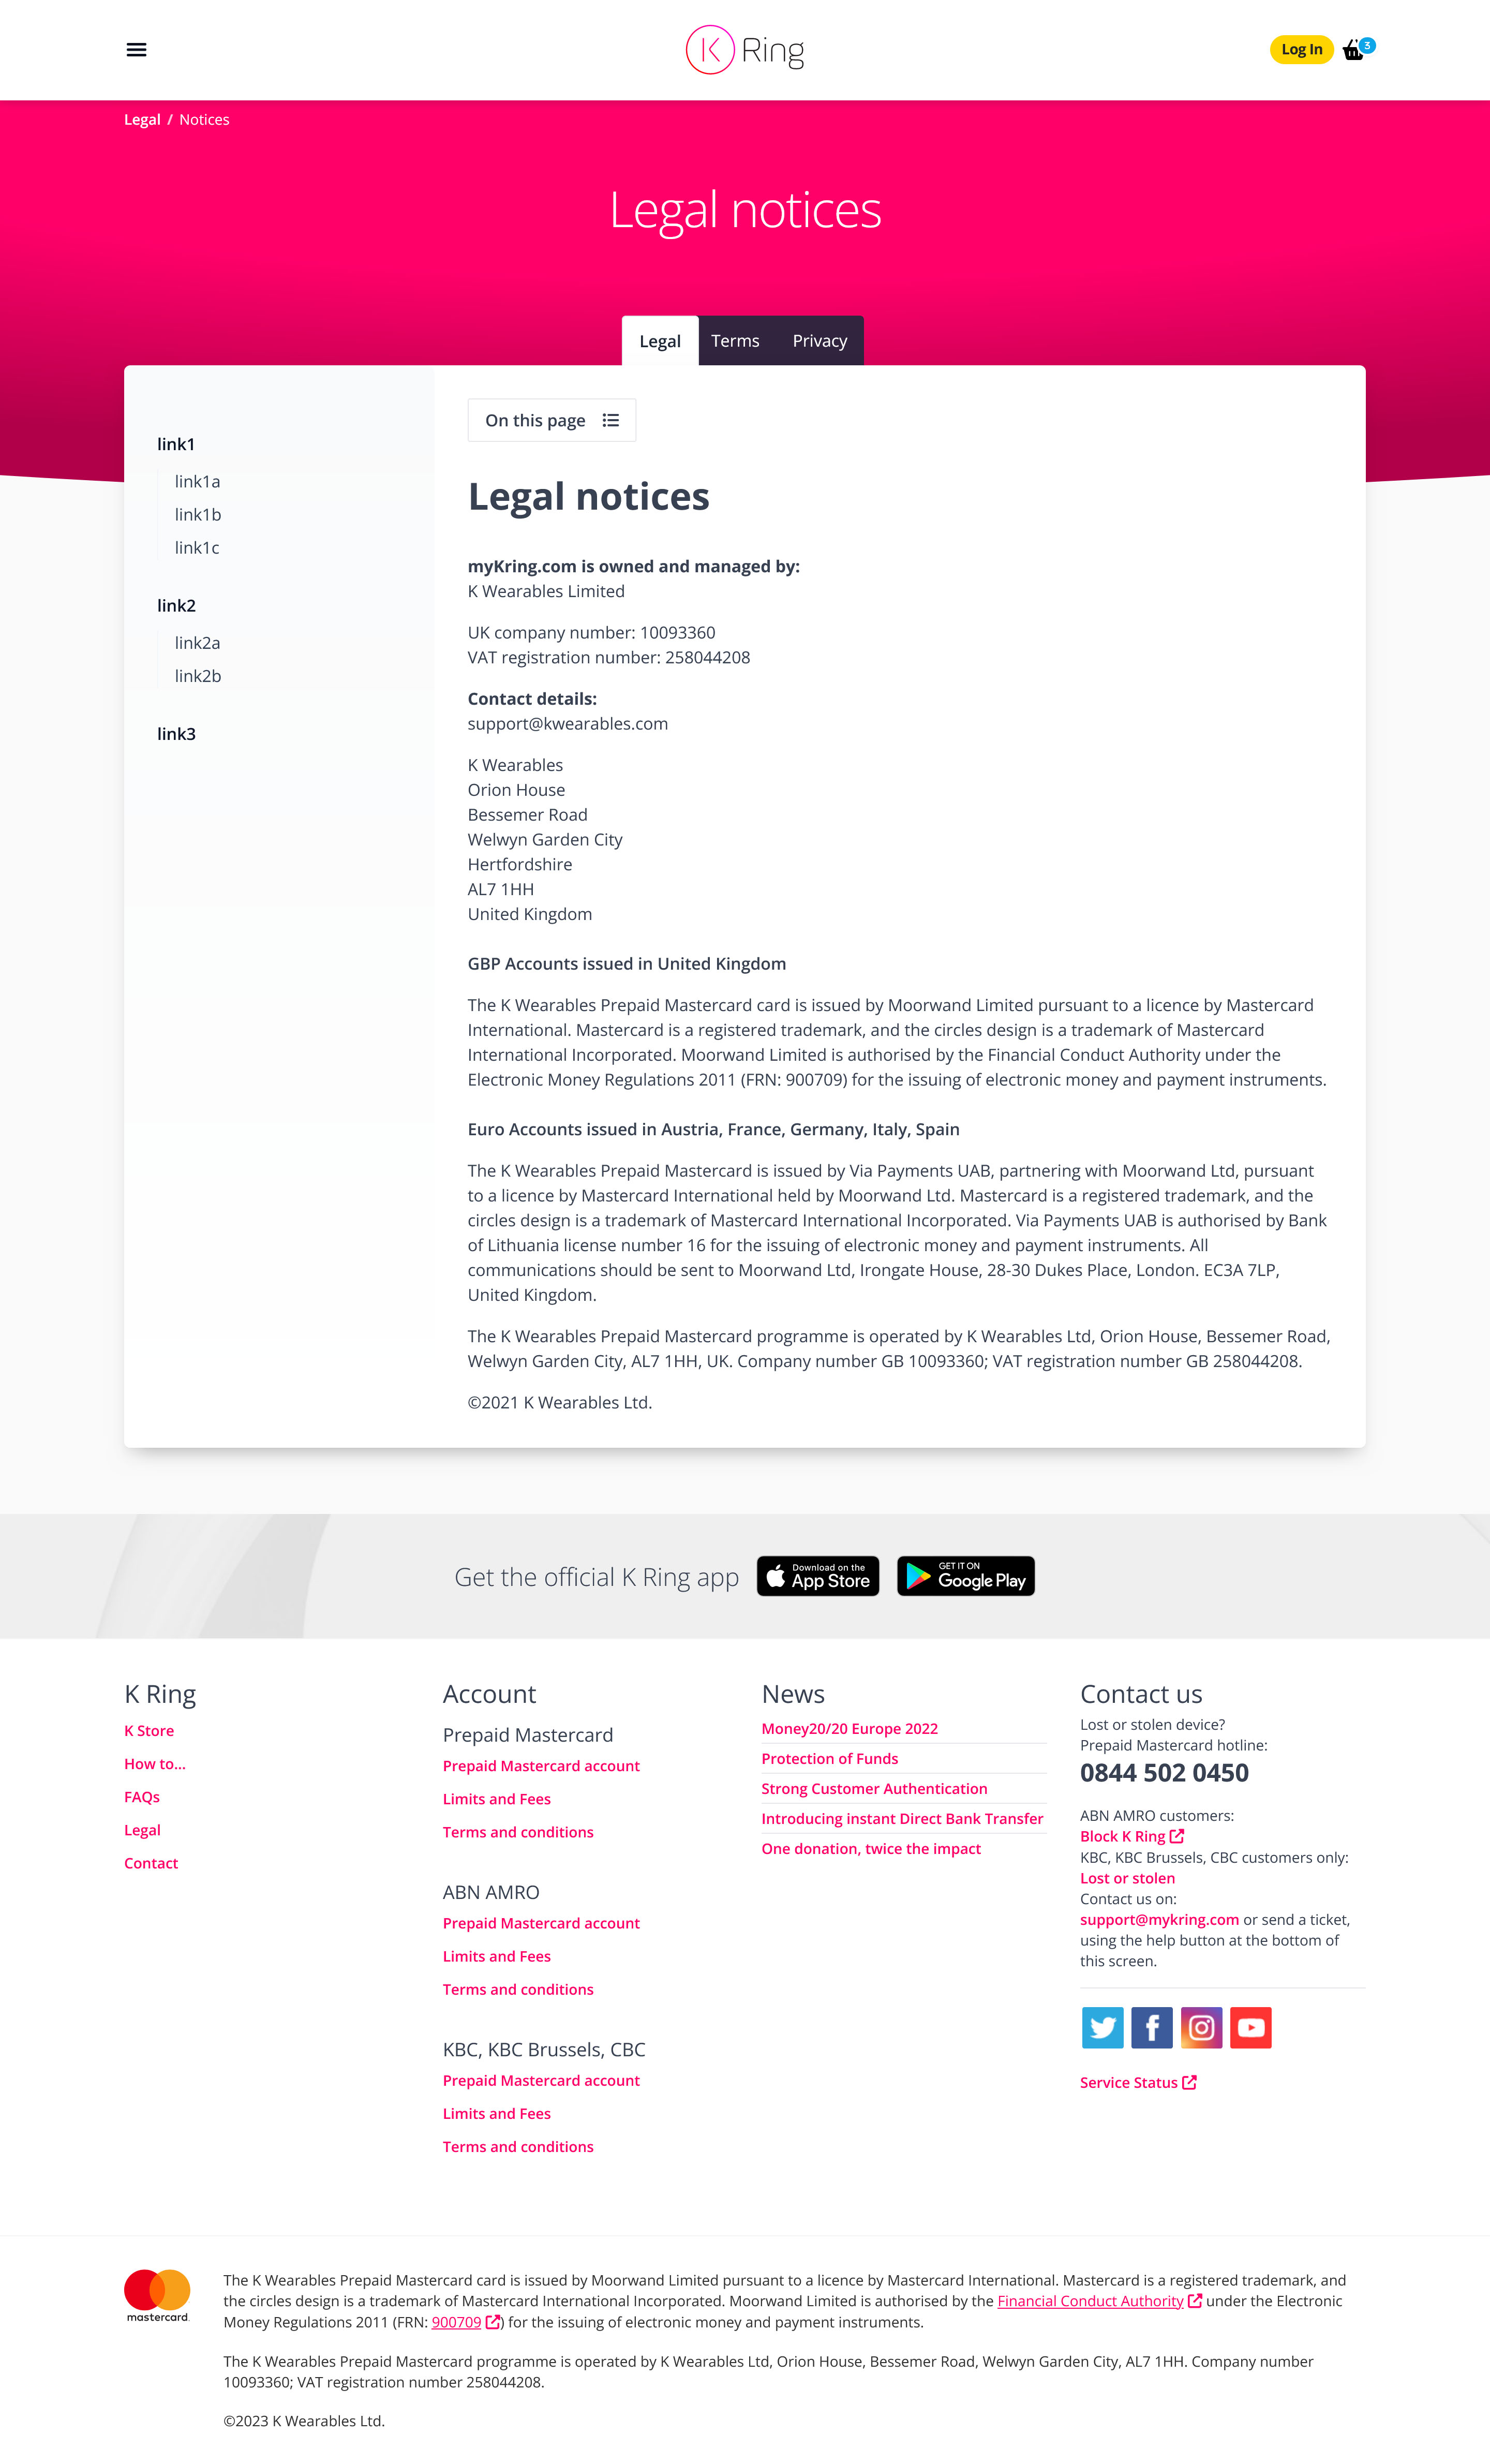 K Ring
Log In
3
Legal / Notices
Legal notices
Legal
Terms
Privacy
link1
link1a
link1b
link1c
link2
link2a
link2b
link3
On this page
Legal notices
myKring.com is owned and managed by:
K Wearables Limited
UK company number: 10093360
VAT registration number: 258044208
Contact details:
support@kwearables.com
K Wearables
Orion House
Bessemer Road
Welwyn Garden City
Hertfordshire
AL7 1HH
United Kingdom
GBP Accounts issued in United Kingdom
The K Wearables Prepaid Mastercard card is issued by Moorwand Limited pursuant to a licence by Mastercard
International. Mastercard is a registered trademark, and the circles design is a trademark of Mastercard
International Incorporated. Moorwand Limited is authorised by the Financial Conduct Authority under the
Electronic Money Regulations 2011 (FRN: 900709) for the issuing of electronic money and payment instruments.
Euro Accounts issued in Austria, France, Germany, Italy, Spain
The K Wearables Prepaid Mastercard is issued by Via Payments UAB, partnering with Moorwand Ltd, pursuant
to a licence by Mastercard International held by Moorwand Ltd. Mastercard is a registered trademark, and the
circles design is a trademark of Mastercard International Incorporated. Via Payments UAB is authorised by Bank
of Lithuania license number 16 for the issuing of electronic money and payment instruments. All
communications should be sent to Moorwand Ltd, Irongate House, 28-30 Dukes Place, London. EC3A 7LP,
United Kingdom.
The K Wearables Prepaid Mastercard programme is operated by K Wearables Ltd, Orion House, Bessemer Road,
Welwyn Garden City, AL7 1HH, UK. Company number GB 10093360; VAT registration number GB 258044208.
©2021 K Wearables Ltd.
Get the official K Ring app
Download on the
App Store
GET IT ON
Google Play
K Ring
K Store
How to...
FAQs
Legal
Contact
Account
Prepaid Mastercard
Prepaid Mastercard account
Limits and Fees
Terms and conditions
ABN AMRO
Prepaid Mastercard account
Limits and Fees
Terms and conditions
KBC, KBC Brussels, CBC
Prepaid Mastercard account
Limits and Fees
Terms and conditions
News
Money20/20 Europe 2022
Protection of Funds
Strong Customer Authentication
Introducing instant Direct Bank Transfer
One donation, twice the impact
Contact us
Lost or stolen device?
Prepaid Mastercard hotline:
0844 502 0450
ABN AMRO customers:
Block K Ring
KBC, KBC Brussels, CBC customers only:
Lost or stolen
Contact us on:
support@mykring.com or send a ticket,
using the help button at the bottom of
this screen.
Service Status
mastercard.
The K Wearables Prepaid Mastercard card is issued by Moorwand Limited pursuant to a licence by Mastercard International. Mastercard is a registered trademark, and
the circles design is a trademark of Mastercard International Incorporated. Moorwand Limited is authorised by the Financial Conduct Authority under the Electronic
Money Regulations 2011 (FRN: 900709) for the issuing of electronic money and payment instruments.
The K Wearables Prepaid Mastercard programme is operated by K Wearables Ltd, Orion House, Bessemer Road, Welwyn Garden City, AL7 1HH. Company number
10093360; VAT registration number 258044208.
©2023 K Wearables Ltd.